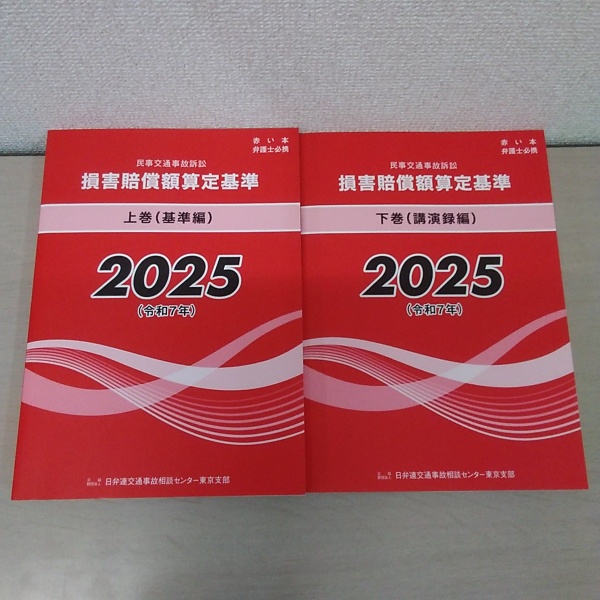 赤い本
弁護士必携
民事交通事故訴訟
損害賠償額算定基準
上巻(基準編)
2025
(令和7年)
日弁連交通事故相談センター東京支部
赤い本
弁護士必携
民事交通事故訴訟
損害賠償額算定基準
下巻(講演録編)
2025
(令和7年)
日弁連交通事故相談センター東京支部